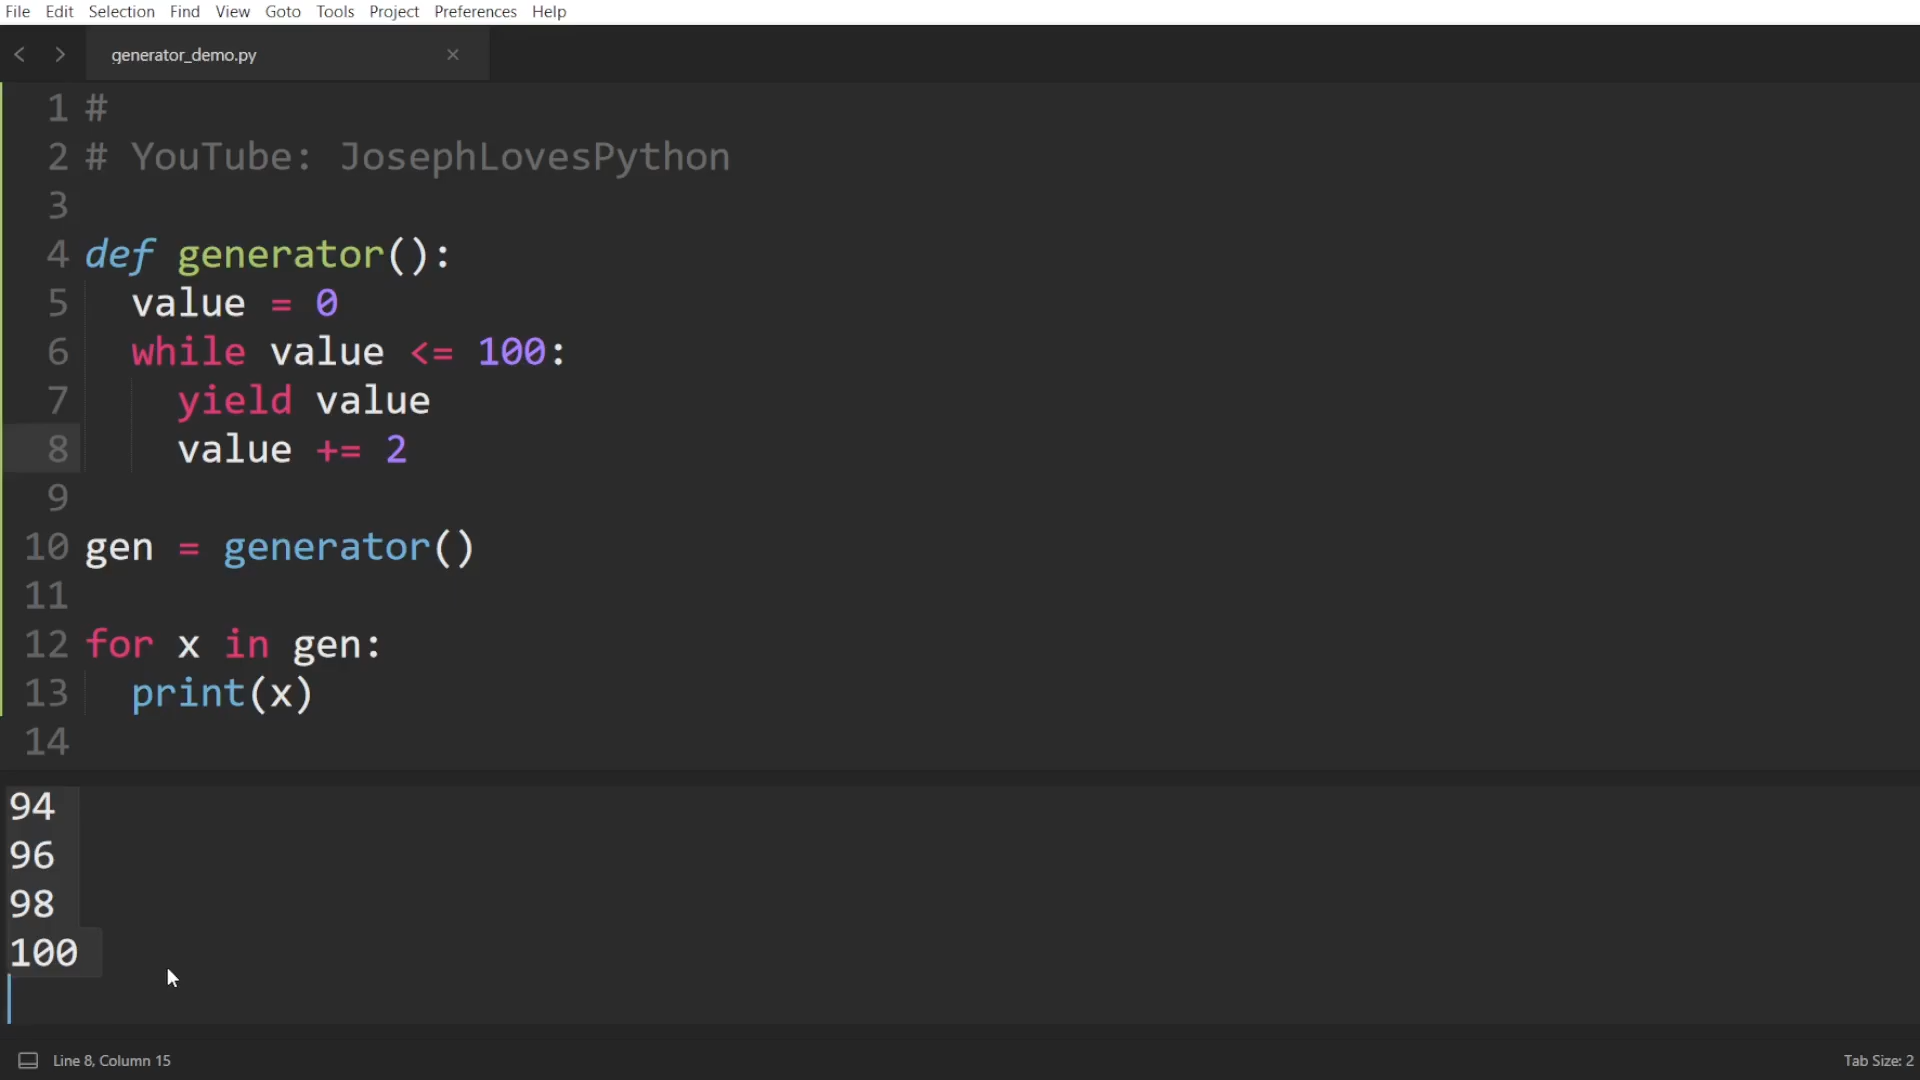 File Edit Selection Find View Goto Tools Project Preferences Help
generator_demo.py
1 #
2 # YouTube: JosephLovesPython
3
4 def generator():
5 value = 0
6 while value <= 100:
7 yield value
8 value += 2
9
10 gen = generator()
11
12 for x in gen:
13 print(x)
14
94
96
98
100
Line 8, Column 15 Tab Size: 2